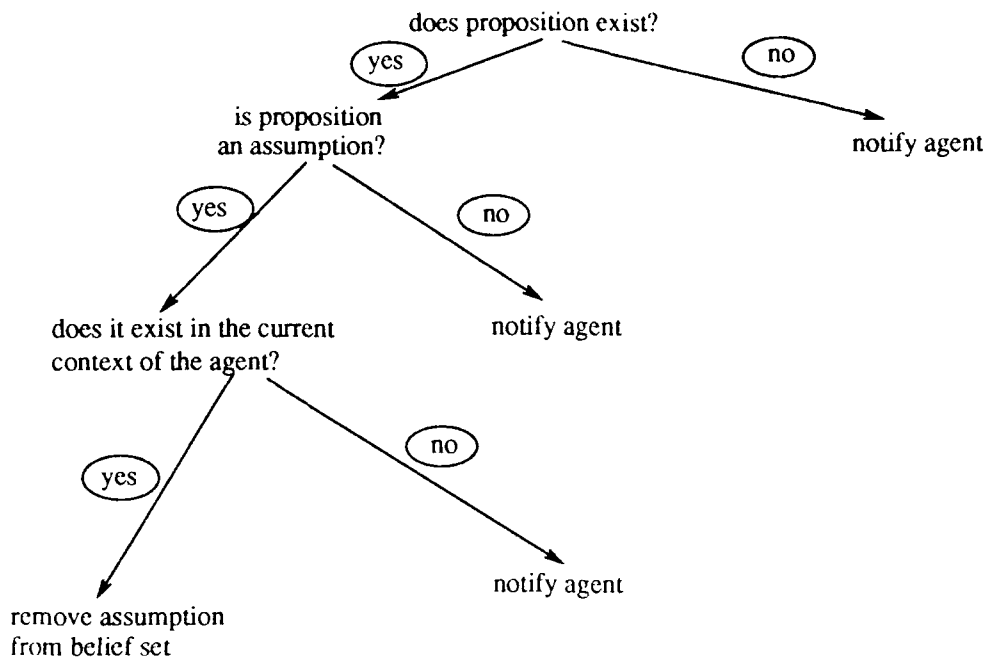 does proposition exist?
yes
no
is proposition
an assumption?
notify agent
yes
no
does it exist in the current
context of the agent?
notify agent
yes
no
notify agent
remove assumption
from belief set